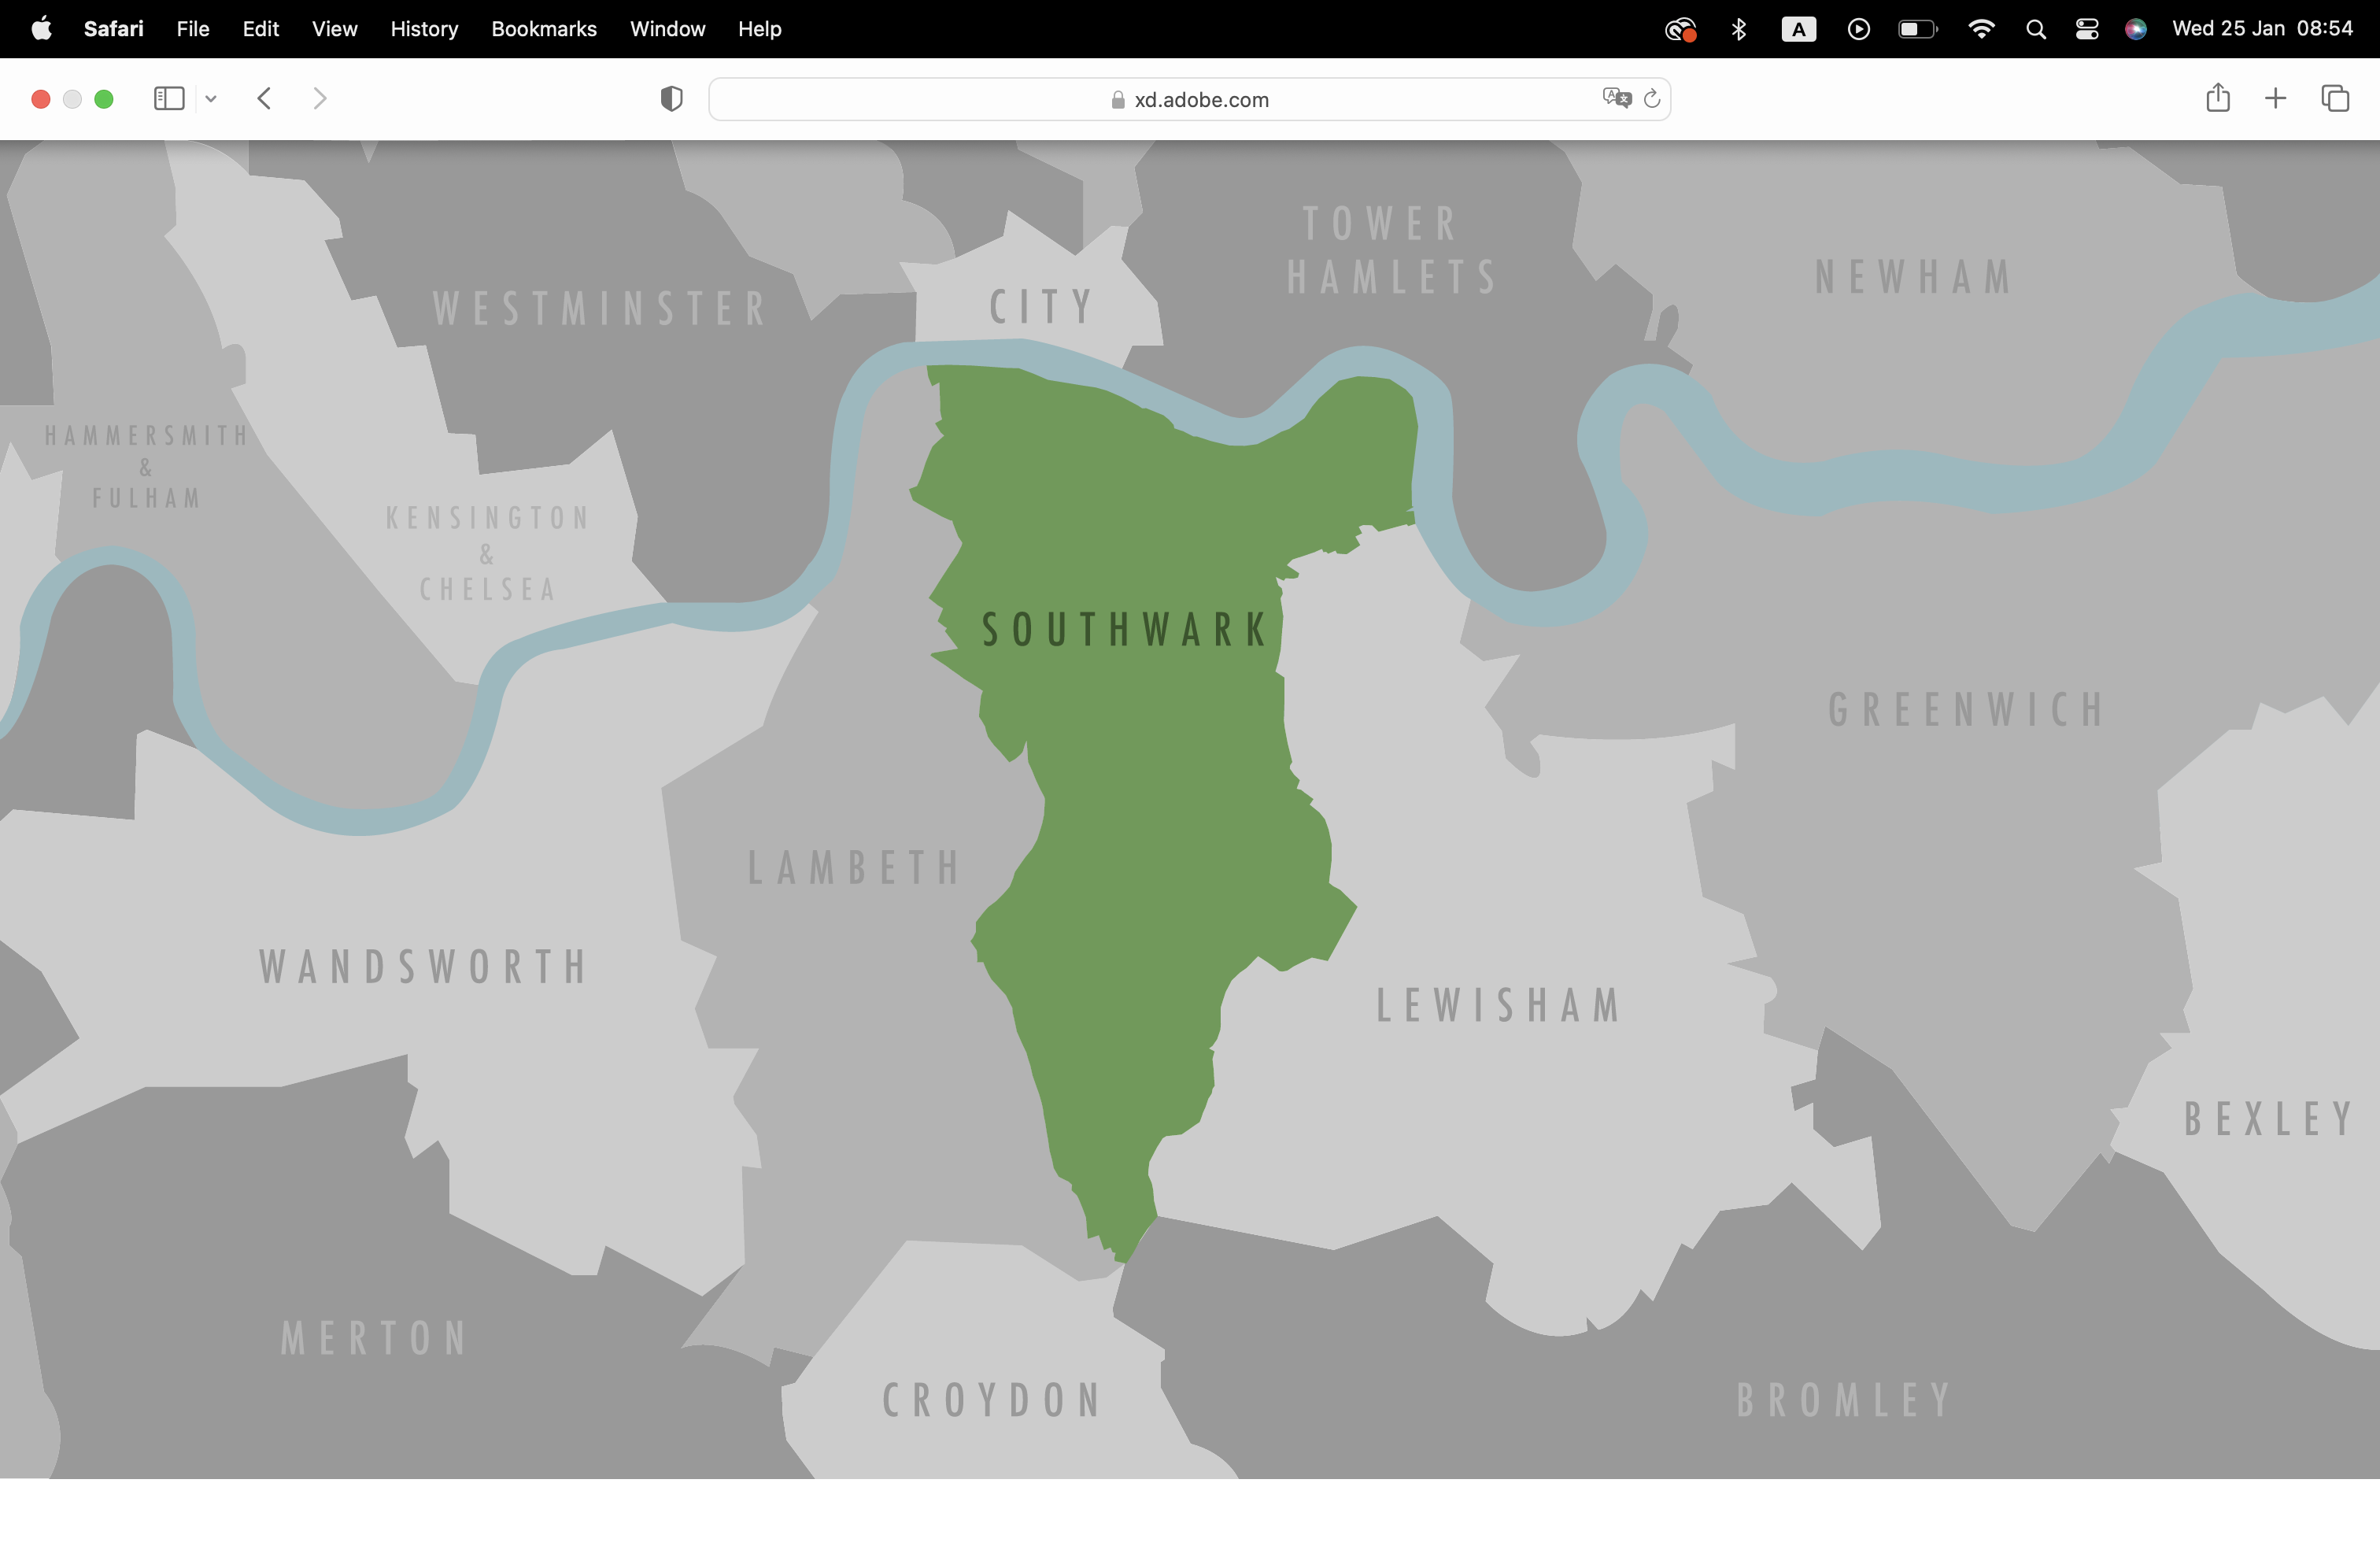 Safari File Edit View History Bookmarks Window Help A Wed 25 Jan 08:54
xd.adobe.com
TOWER
HAMLETS
NEWHAM
WESTMINSTER
CITY
HAMMERSMITH
&
FULHAM
KENSINGTON
&
CHELSEA
SOUTHWARK
GREENWICH
LAMBETH
WANDSWORTH
LEWISHAM
BEXLEY
MERTON
CROYDON
BROMLEY